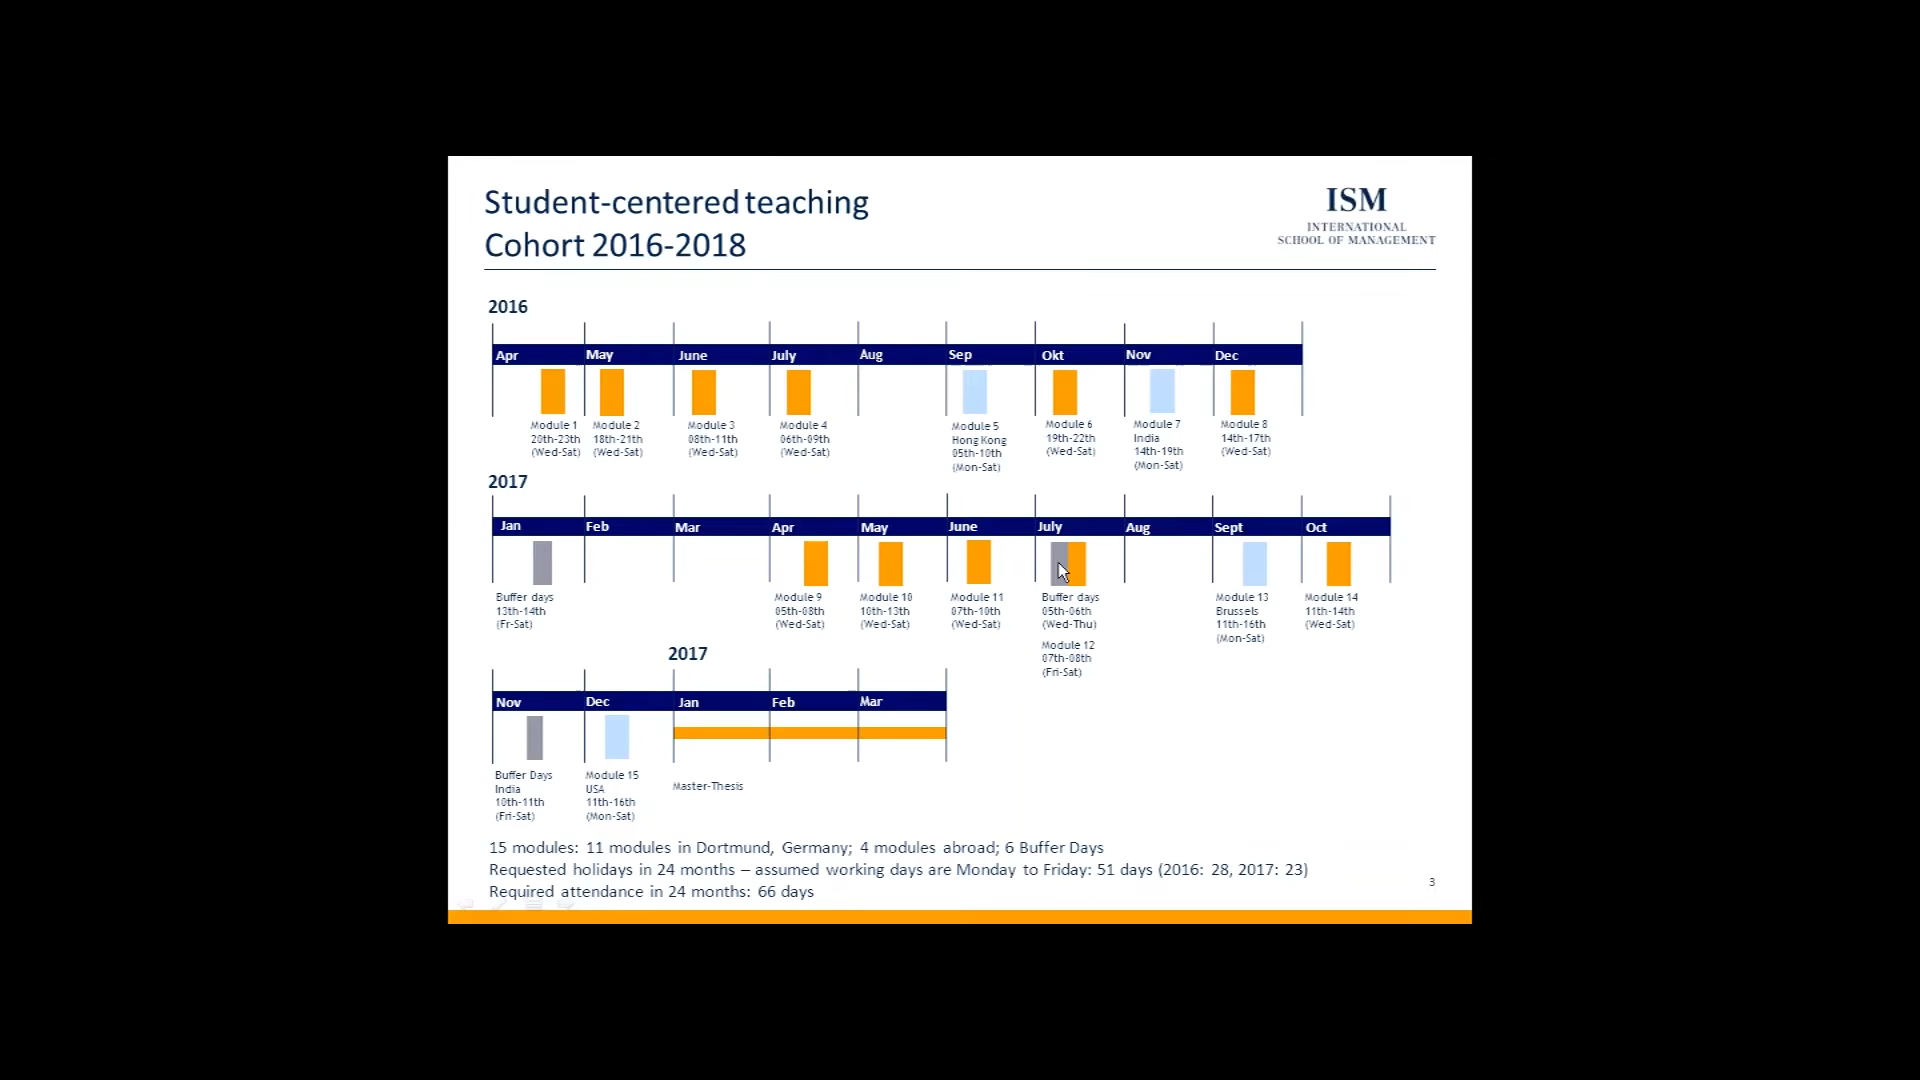 Student-centered teaching
Cohort 2016-2018
ISM
INTERNATIONAL
SCHOOL OF MANAGEMENT
2016
Apr May June July Aug Sep Okt Nov Dec
Module 1
20th-23th
(Wed-Sat)
Module 2
18th-21th
(Wed-Sat)
Module 3
08th-11th
(Wed-Sat)
Module 4
06th-09th
(Wed-Sat)
Module 5
Hong Kong
05th-10th
(Mon-Sat)
Module 6
19th-22th
(Wed-Sat)
Module 7
India
14th-19th
(Mon-Sat)
Module 8
14th-17th
(Wed-Sat)
2017
Jan Feb Mar Apr May June July Aug Sept Oct
Buffer days
13th-14th
(Fr-Sat)
Module 9
05th-08th
(Wed-Sat)
Module 10
10th-13th
(Wed-Sat)
Module 11
07th-10th
(Wed-Sat)
Buffer days
05th-06th
(Wed-Thu)
Module 12
07th-08th
(Fri-Sat)
Module 13
Brussels
11th-16th
(Mon-Sat)
Module 14
11th-14th
(Wed-Sat)
2017
Nov Dec Jan Feb Mar
Buffer Days
India
10th-11th
(Fri-Sat)
Module 15
USA
11th-16th
(Mon-Sat)
Master-Thesis
15 modules: 11 modules in Dortmund, Germany; 4 modules abroad; 6 Buffer Days
Requested holidays in 24 months – assumed working days are Monday to Friday: 51 days (2016: 28, 2017: 23)
Required attendance in 24 months: 66 days
3